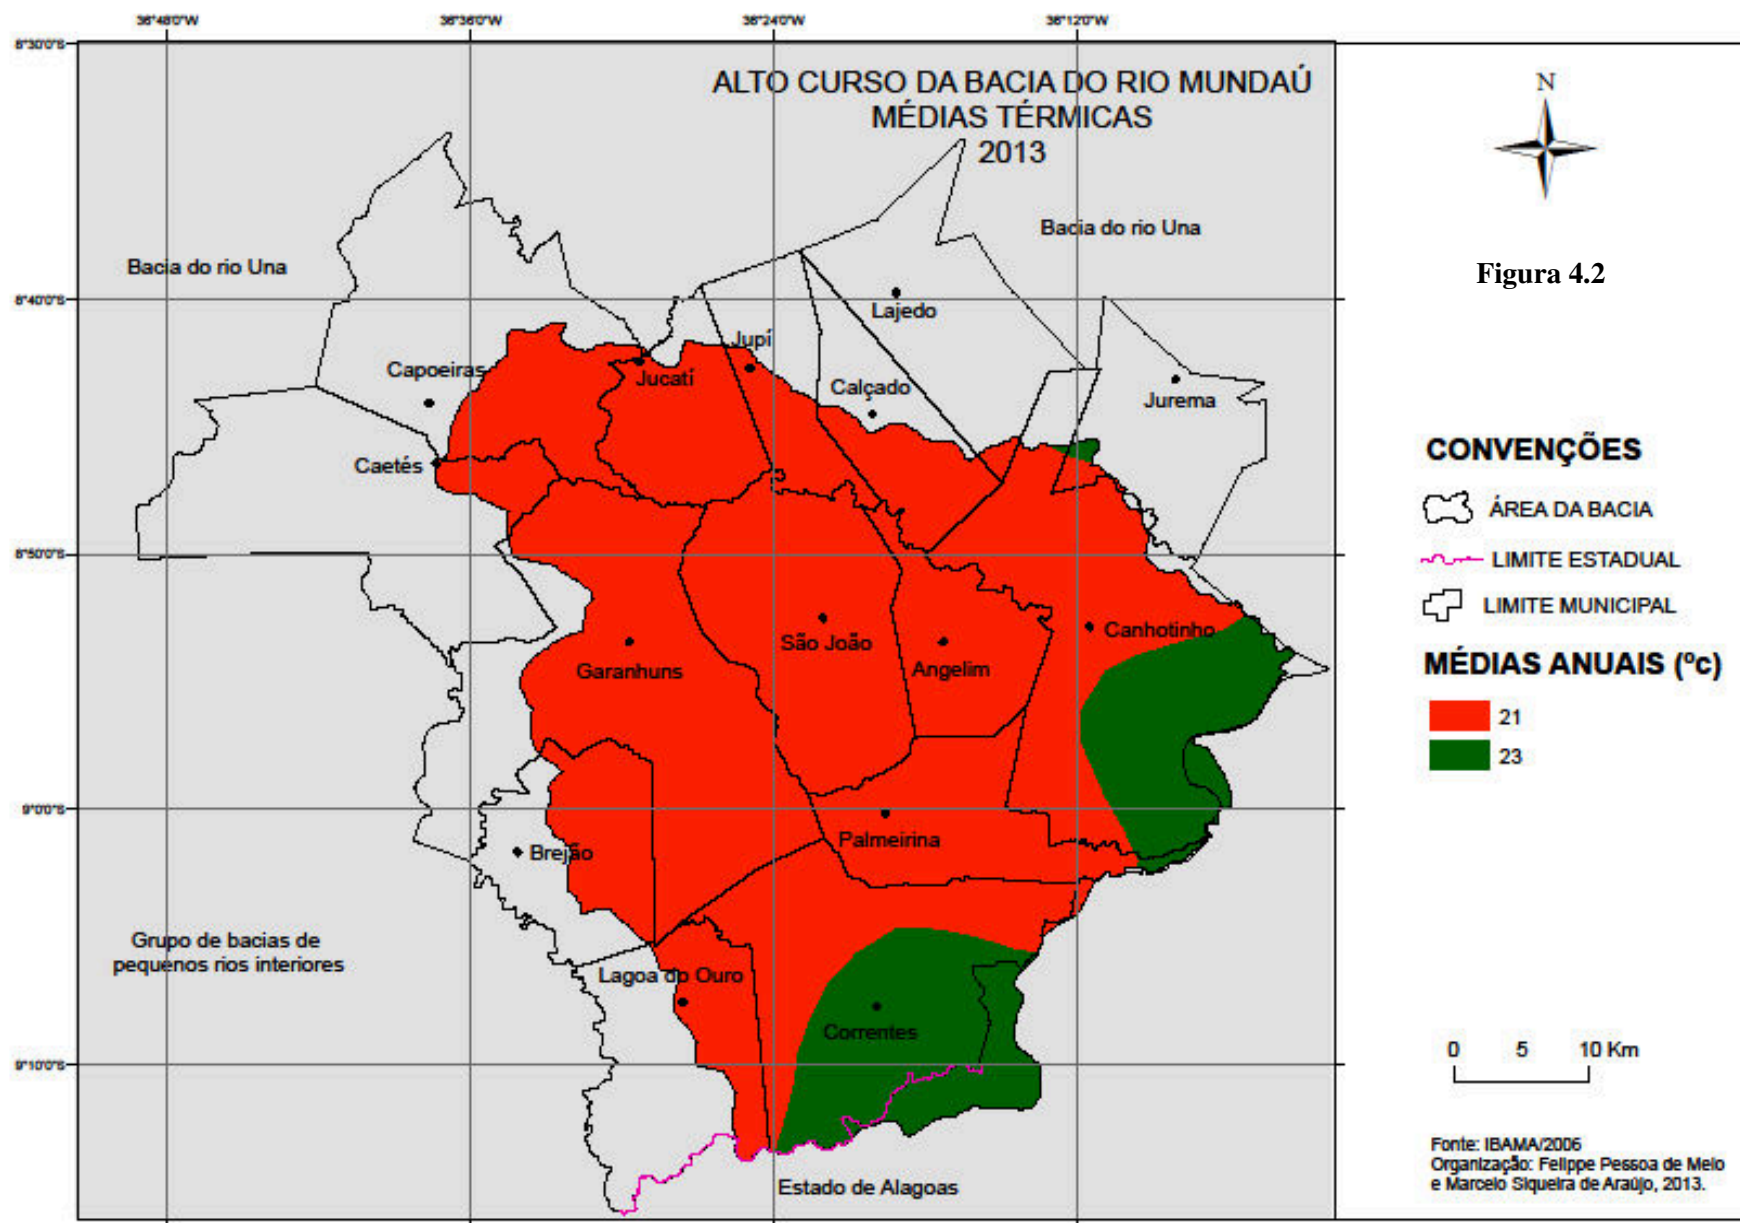 36°48'0"W
36°36'0"W
36°24'0"W
36°12'0"W
8°30'0"S
8°40'0"S
8°50'0"S
9°0'0"S
9°10'0"S
ALTO CURSO DA BACIA DO RIO MUNDAÚ
MÉDIAS TÉRMICAS
2013
Bacia do rio Una
Bacia do rio Una
Lajedo
Jupí
Capoeiras
Jucatí
Calçado
Jurema
Caetés
São João
Canhotinho
Garanhuns
Angelim
Palmeirina
Brejão
Grupo de bacias de
pequenos rios interiores
Lagoa do Ouro
Correntes
Estado de Alagoas
N
Figura 4.2
CONVENÇÕES
ÁREA DA BACIA
LIMITE ESTADUAL
LIMITE MUNICIPAL
MÉDIAS ANUAIS (ºc)
21
23
0 5 10 Km
Fonte: IBAMA/2006
Organização: Felippe Pessoa de Melo
e Marcelo Siqueira de Araújo, 2013.